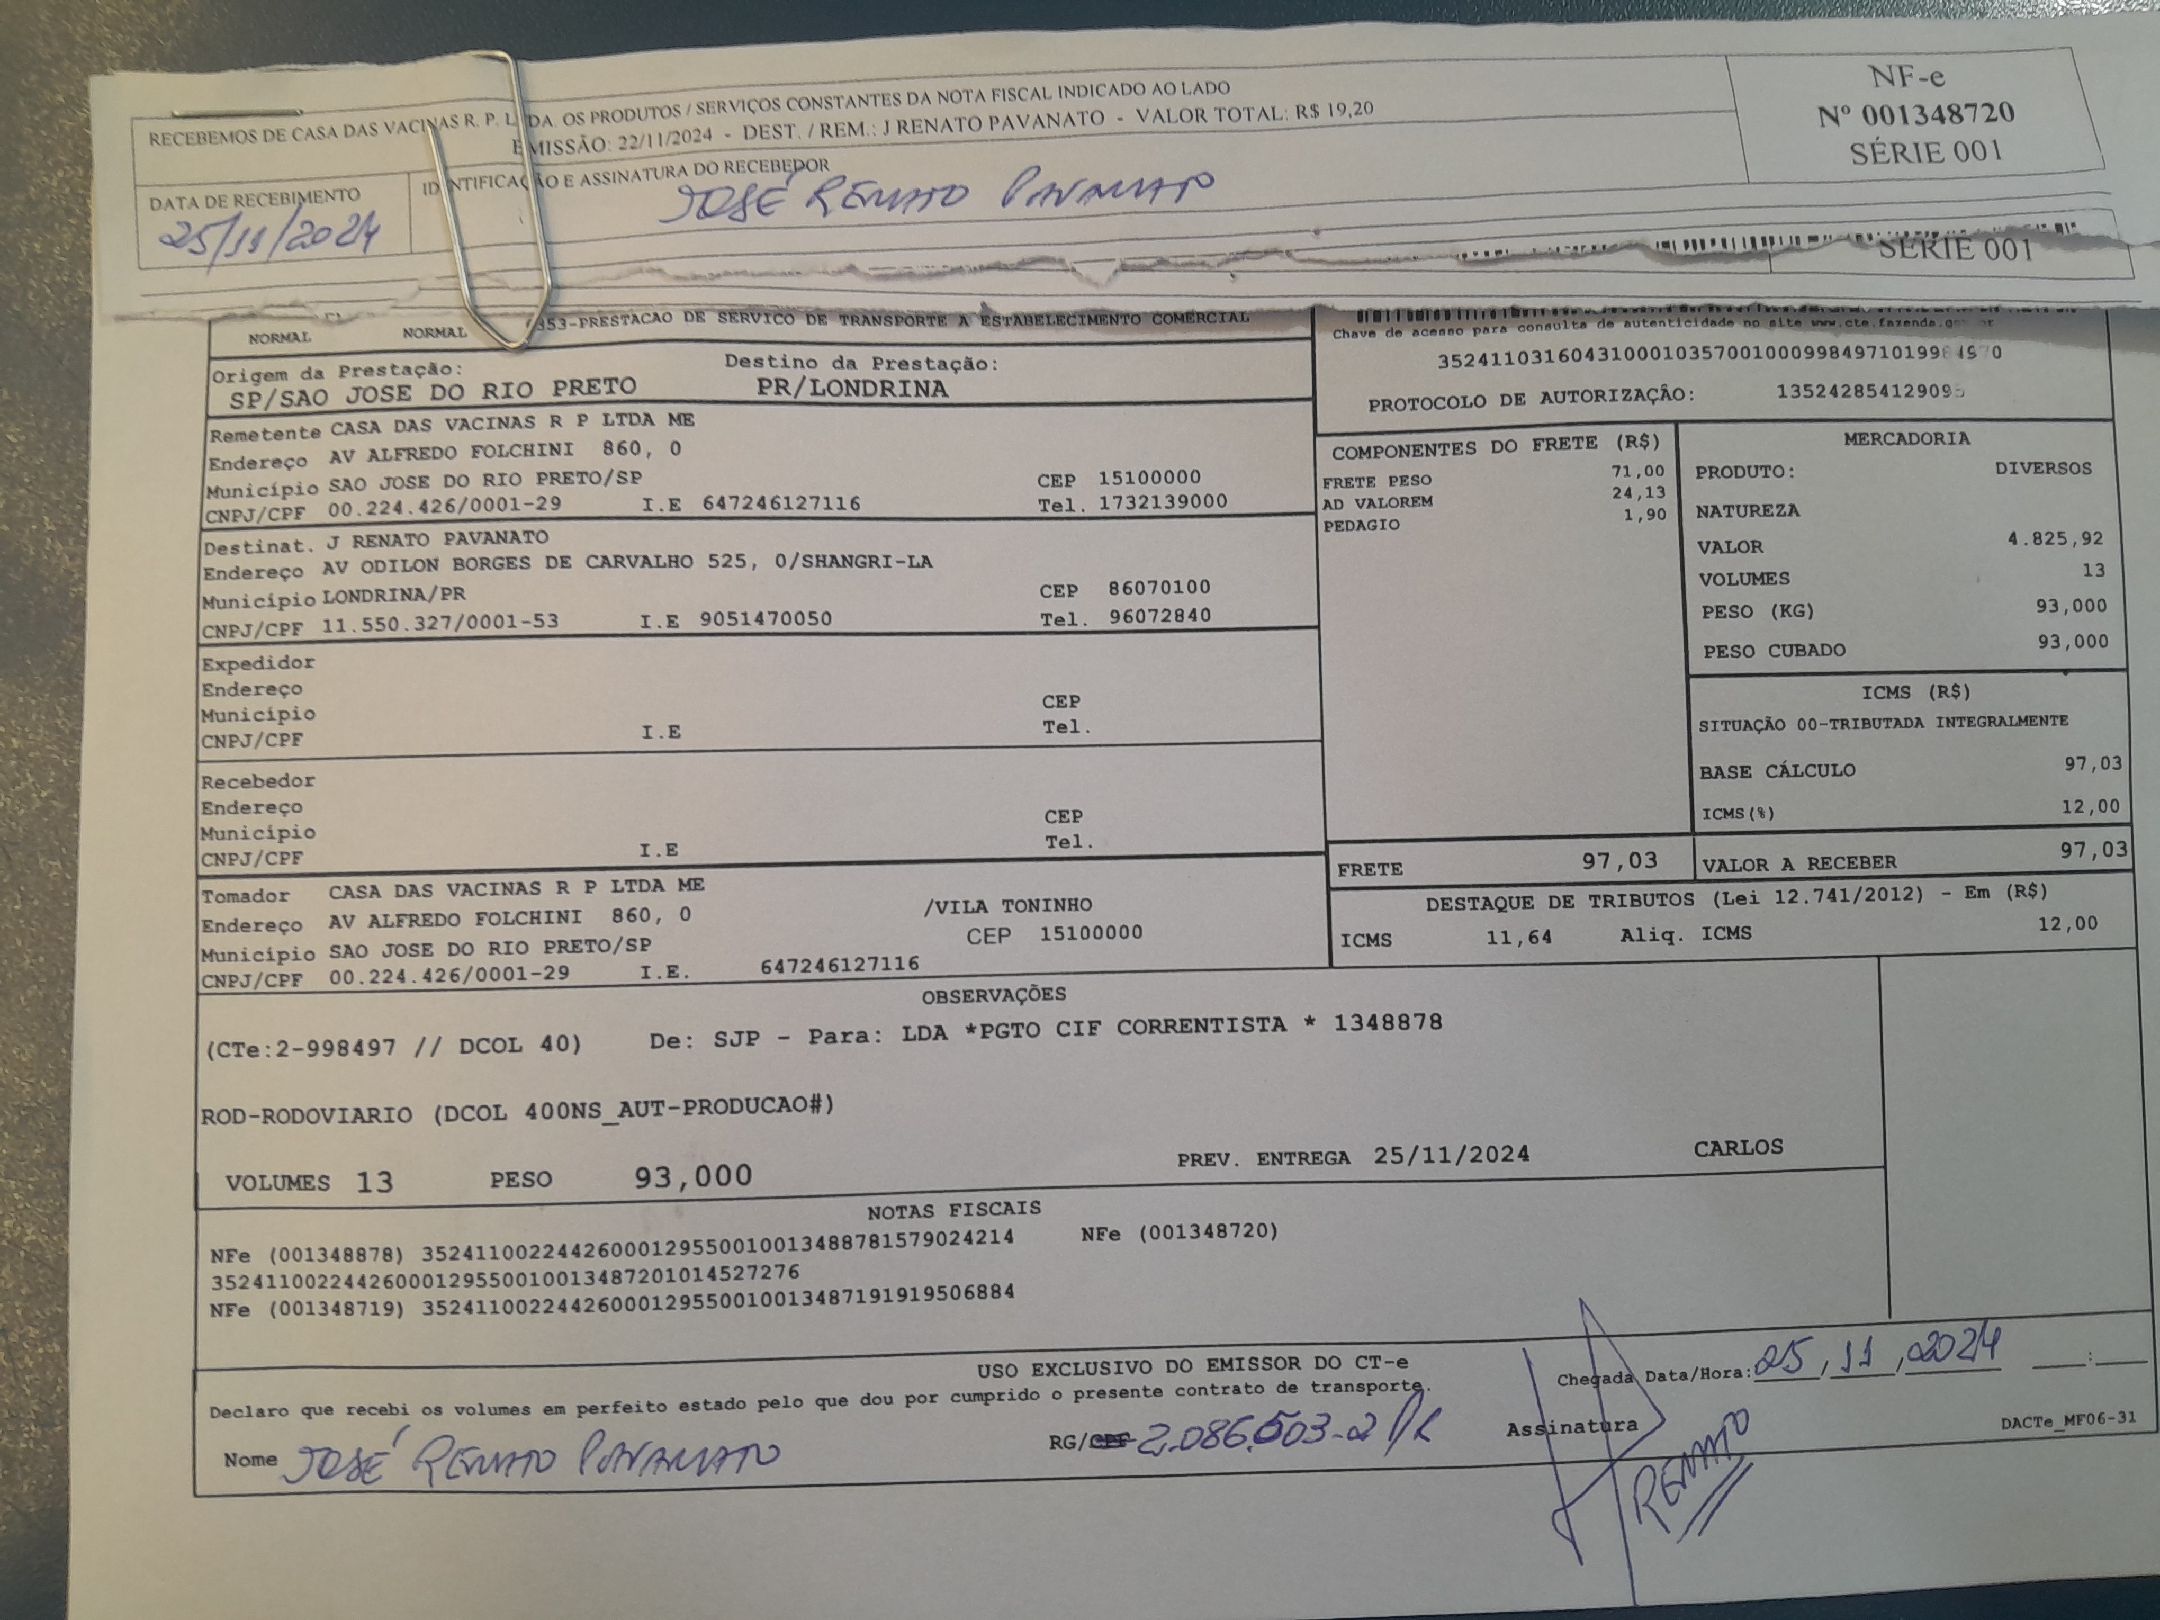 RECEBEMOS DE CASA DAS VACINAS R. P. LTDA. OS PRODUTOS / SERVIÇOS CONSTANTES DA NOTA FISCAL INDICADO AO LADO
EMISSÃO: 22/11/2024 - DEST. / REM.: J RENATO PAVANATO - VALOR TOTAL: R$ 19,20
NF-e
Nº 001348720
SÉRIE 001
DATA DE RECEBIMENTO
25/11/2024
IDENTIFICAÇÃO E ASSINATURA DO RECEBEDOR
JOSÉ RENATO PAVANATO
SÉRIE 001
NORMAL NORMAL 353-PRESTACAO DE SERVICO DE TRANSPORTE A ESTABELECIMENTO COMERCIAL
Chave de acesso para consulta de autenticidade no site
Origem da Prestação: Destino da Prestação:
SP/SAO JOSE DO RIO PRETO PR/LONDRINA
PROTOCOLO DE AUTORIZAÇÃO:
Remetente CASA DAS VACINAS R P LTDA ME
Endereço AV ALFREDO FOLCHINI 860, 0
Município SAO JOSE DO RIO PRETO/SP CEP 15100000
CNPJ/CPF 00.224.426/0001-29 I.E 647246127116 Tel. 1732139000
COMPONENTES DO FRETE (R$)
FRETE PESO 71,00
AD VALOREM 24,13
PEDAGIO 1,90
MERCADORIA
PRODUTO: DIVERSOS
NATUREZA
VALOR 4.825,92
VOLUMES 13
PESO (KG) 93,000
PESO CUBADO 93,000
Destinat. J RENATO PAVANATO
Endereço AV ODILON BORGES DE CARVALHO 525, 0/SHANGRI-LA
Município LONDRINA/PR CEP 86070100
CNPJ/CPF 11.550.327/0001-53 I.E 9051470050 Tel. 96072840
Expedidor
Endereço
Município CEP
CNPJ/CPF I.E Tel.
ICMS (R$)
SITUAÇÃO 00-TRIBUTADA INTEGRALMENTE
BASE CÁLCULO 97,03
ICMS(%) 12,00
Recebedor
Endereço
Município CEP
CNPJ/CPF I.E Tel.
FRETE 97,03 VALOR A RECEBER 97,03
Tomador CASA DAS VACINAS R P LTDA ME
Endereço AV ALFREDO FOLCHINI 860, 0 /VILA TONINHO
Município SAO JOSE DO RIO PRETO/SP CEP 15100000
CNPJ/CPF 00.224.426/0001-29 I.E. 647246127116
DESTAQUE DE TRIBUTOS (Lei 12.741/2012) - Em (R$)
ICMS 11,64 Aliq. ICMS 12,00
OBSERVAÇÕES
(CTe:2-998497 // DCOL 40) De: SJP - Para: LDA *PGTO CIF CORRENTISTA * 1348878
ROD-RODOVIARIO (DCOL 400NS_AUT-PRODUCAO#)
VOLUMES 13 PESO 93,000 PREV. ENTREGA 25/11/2024 CARLOS
NOTAS FISCAIS
NFe (001348878) 35241100224426000129550010013488781579024214 NFe (001348720)
35241100224426000129550010013487201014527276
NFe (001348719) 35241100224426000129550010013487191919506884
USO EXCLUSIVO DO EMISSOR DO CT-e
Declaro que recebi os volumes em perfeito estado pelo que dou por cumprido o presente contrato de transporte.
Chegada Data/Hora: 25/11/2024 __:__
Nome JOSÉ RENATO PAVANATO RG/CPF 2.086.503-2 PR Assinatura
RENATO
DACTe_MF06-31